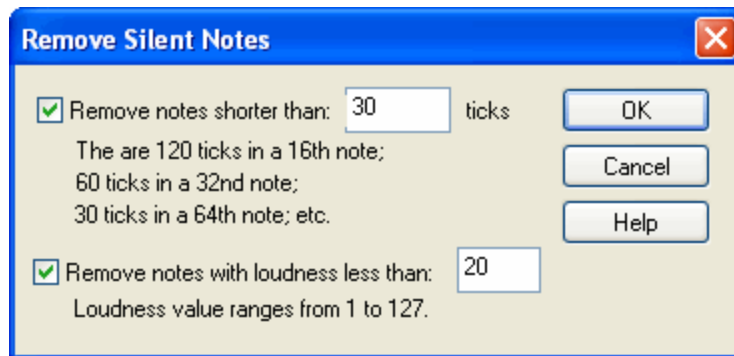 Remove Silent Notes
Remove notes shorter than: 30 ticks
OK
The are 120 ticks in a 16th note;
60 ticks in a 32nd note;
Cancel
30 ticks in a 64th note; etc.
Help
Remove notes with loudness less than: 20
Loudness value ranges from 1 to 127.